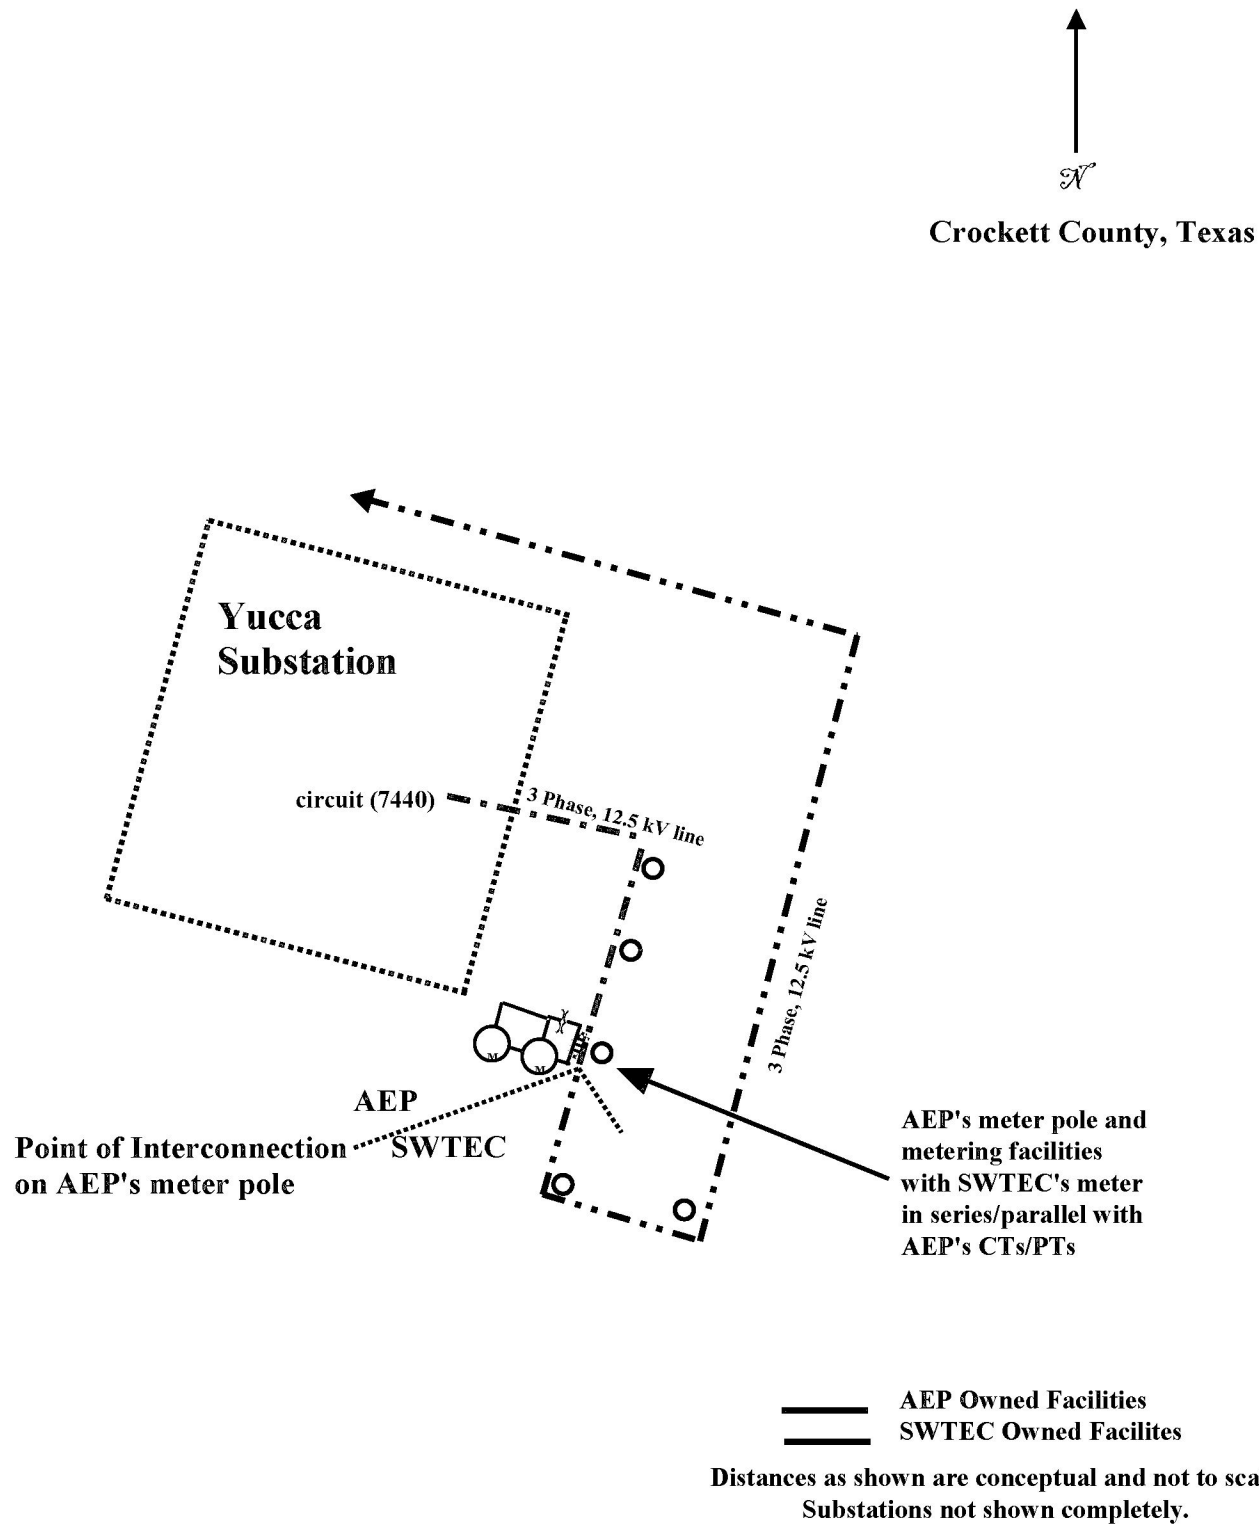 N
Crockett County, Texas
Yucca
Substation
circuit (7440)
3 Phase, 12.5 kV line
3 Phase, 12.5 kV line
M
M
AEP
SWTEC
Point of Interconnection
on AEP's meter pole
AEP's meter pole and
metering facilities
with SWTEC's meter
in series/parallel with
AEP's CTs/PTs
AEP Owned Facilities
SWTEC Owned Facilites
Distances as shown are conceptual and not to sca
Substations not shown completely.